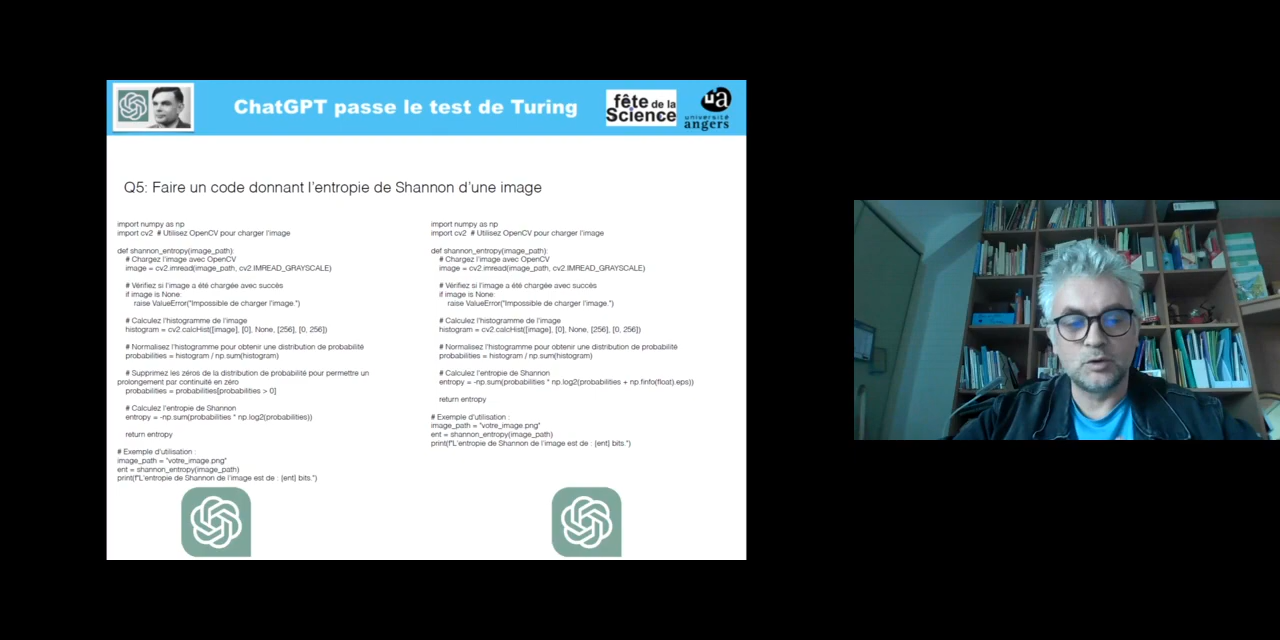 ChatGPT passe le test de Turing
fête de la
Science
ua
université
angers
Q5: Faire un code donnant l'entropie de Shannon d'une image
import numpy as np
import cv2 # Utilisez OpenCV pour charger l'image
def shannon_entropy(image_path):
# Chargez l'image avec OpenCV
image = cv2.imread(image_path, cv2.IMREAD_GRAYSCALE)
# Vérifiez si l'image a été chargée avec succès
if image is None:
raise ValueError("Impossible de charger l'image.")
# Calculez l'histogramme de l'image
histogram = cv2.calcHist([image], [0], None, [256], [0, 256])
# Normalisez l'histogramme pour obtenir une distribution de probabilité
probabilities = histogram / np.sum(histogram)
# Supprimez les zéros de la distribution de probabilité pour permettre un
prolongement par continuité en zéro
probabilities = probabilities[probabilities > 0]
# Calculez l'entropie de Shannon
entropy = -np.sum(probabilities * np.log2(probabilities))
return entropy
# Exemple d'utilisation :
image_path = "votre_image.png"
ent = shannon_entropy(image_path)
print(f"L'entropie de Shannon de l'image est de : {ent} bits.")
import numpy as np
import cv2 # Utilisez OpenCV pour charger l'image
def shannon_entropy(image_path):
# Chargez l'image avec OpenCV
image = cv2.imread(image_path, cv2.IMREAD_GRAYSCALE)
# Vérifiez si l'image a été chargée avec succès
if image is None:
raise ValueError("Impossible de charger l'image.")
# Calculez l'histogramme de l'image
histogram = cv2.calcHist([image], [0], None, [256], [0, 256])
# Normalisez l'histogramme pour obtenir une distribution de probabilité
probabilities = histogram / np.sum(histogram)
# Calculez l'entropie de Shannon
entropy = -np.sum(probabilities * np.log2(probabilities + np.finfo(float).eps))
return entropy
# Exemple d'utilisation :
image_path = "votre_image.png"
ent = shannon_entropy(image_path)
print(f"L'entropie de Shannon de l'image est de : {ent} bits.")